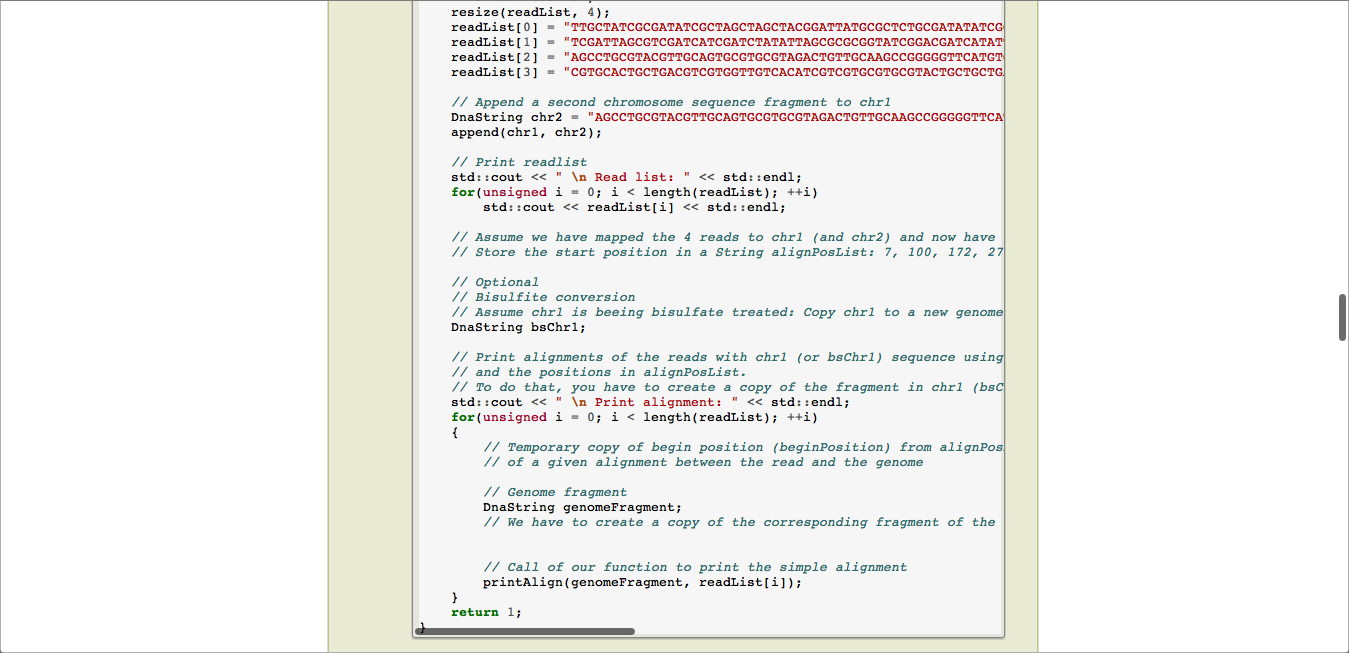 resize(readList, 4);
readList[0] = "TTGCTATCGCGATATCGCTAGCTAGCTACGGATTATGCGCTCTGCGATATATCG
readList[1] = "TCGATTAGCGTCGATCATCGATCTATATTAGCGCGCGGTATCGGACGATCATAT
readList[2] = "AGCCTGCGTACGTTGCAGTGCGTGCGTAGACTGTTGCAAGCCGGGGGTTCATGT
readList[3] = "CGTGCACTGCTGACGTCGTGGTTGTCACATCGTCGTGCGTGCGTACTGCTGCTG
// Append a second chromosome sequence fragment to chr1
DnaString chr2 = "AGCCTGCGTACGTTGCAGTGCGTGCGTAGACTGTTGCAAGCCGGGGGTTCA
append(chr1, chr2);
// Print readlist
std::cout << " \n Read list: " << std::endl;
for(unsigned i = 0; i < length(readList); ++i)
std::cout << readList[i] << std::endl;
// Assume we have mapped the 4 reads to chr1 (and chr2) and now have
// Store the start position in a String alignPosList: 7, 100, 172, 27
// Optional
// Bisulfite conversion
// Assume chr1 is beeing bisulfate treated: Copy chr1 to a new genome
DnaString bsChr1;
// Print alignments of the reads with chr1 (or bsChr1) sequence using
// and the positions in alignPosList.
// To do that, you have to create a copy of the fragment in chr1 (bsC
std::cout << " \n Print alignment: " << std::endl;
for(unsigned i = 0; i < length(readList); ++i)
{
// Temporary copy of begin position (beginPosition) from alignPos
// of a given alignment between the read and the genome
// Genome fragment
DnaString genomeFragment;
// We have to create a copy of the corresponding fragment of the
// Call of our function to print the simple alignment
printAlign(genomeFragment, readList[i]);
}
return 1;
}